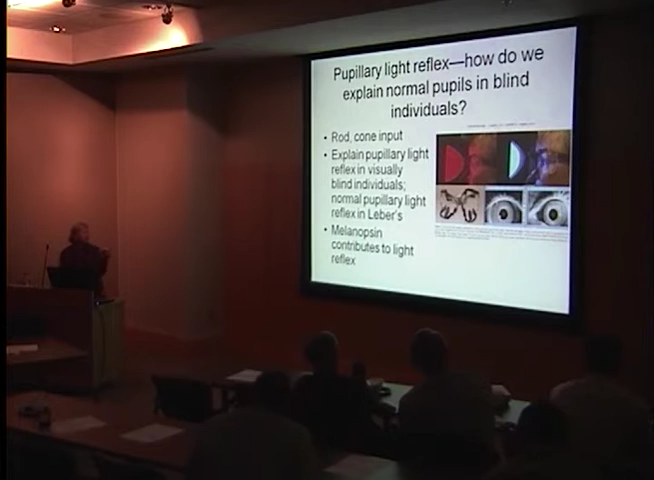 Pupillary light reflex—how do we
explain normal pupils in blind
individuals?
• Rod, cone input
• Explain pupillary light
reflex in visually
blind individuals;
normal pupillary light
reflex in Leber's
• Melanopsin
contributes to light
reflex